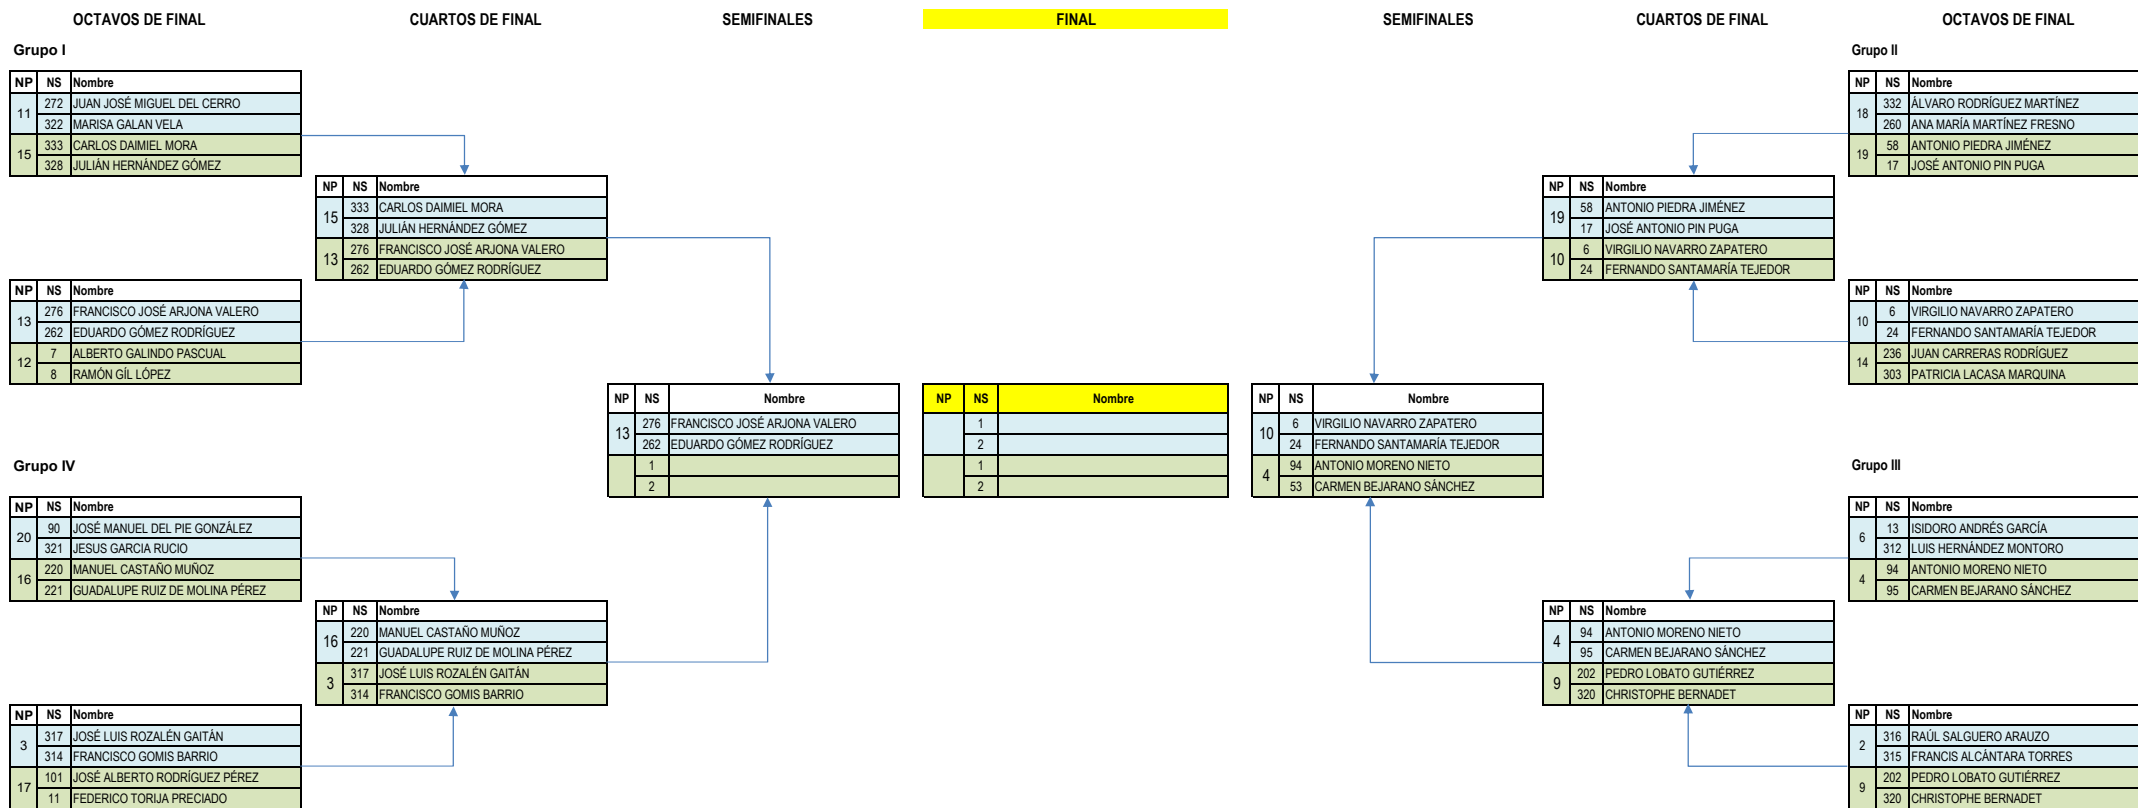 OCTAVOS DE FINAL CUARTOS DE FINAL SEMIFINALES FINAL SEMIFINALES CUARTOS DE FINAL OCTAVOS DE FINAL
Grupo I
NP NS Nombre
11 272 JUAN JOSÉ MIGUEL DEL CERRO
322 MARISA GALAN VELA
15 333 CARLOS DAIMIEL MORA
328 JULIÁN HERNÁNDEZ GÓMEZ
NP NS Nombre
13 276 FRANCISCO JOSÉ ARJONA VALERO
262 EDUARDO GÓMEZ RODRÍGUEZ
12 7 ALBERTO GALINDO PASCUAL
8 RAMÓN GÍL LÓPEZ
Grupo IV
NP NS Nombre
20 90 JOSÉ MANUEL DEL PIE GONZÁLEZ
321 JESUS GARCIA RUCIO
16 220 MANUEL CASTAÑO MUÑOZ
221 GUADALUPE RUIZ DE MOLINA PÉREZ
NP NS Nombre
3 317 JOSÉ LUIS ROZALÉN GAITÁN
314 FRANCISCO GOMIS BARRIO
17 101 JOSÉ ALBERTO RODRÍGUEZ PÉREZ
11 FEDERICO TORIJA PRECIADO
NP NS Nombre
15 333 CARLOS DAIMIEL MORA
328 JULIÁN HERNÁNDEZ GÓMEZ
13 276 FRANCISCO JOSÉ ARJONA VALERO
262 EDUARDO GÓMEZ RODRÍGUEZ
NP NS Nombre
16 220 MANUEL CASTAÑO MUÑOZ
221 GUADALUPE RUIZ DE MOLINA PÉREZ
3 317 JOSÉ LUIS ROZALÉN GAITÁN
314 FRANCISCO GOMIS BARRIO
NP NS Nombre
13 276 FRANCISCO JOSÉ ARJONA VALERO
262 EDUARDO GÓMEZ RODRÍGUEZ
1
2
NP NS Nombre
1
2
1
2
NP NS Nombre
10 6 VIRGILIO NAVARRO ZAPATERO
24 FERNANDO SANTAMARÍA TEJEDOR
4 94 ANTONIO MORENO NIETO
53 CARMEN BEJARANO SÁNCHEZ
NP NS Nombre
19 58 ANTONIO PIEDRA JIMÉNEZ
17 JOSÉ ANTONIO PIN PUGA
10 6 VIRGILIO NAVARRO ZAPATERO
24 FERNANDO SANTAMARÍA TEJEDOR
NP NS Nombre
4 94 ANTONIO MORENO NIETO
95 CARMEN BEJARANO SÁNCHEZ
9 202 PEDRO LOBATO GUTIÉRREZ
320 CHRISTOPHE BERNADET
Grupo II
NP NS Nombre
18 332 ÁLVARO RODRÍGUEZ MARTÍNEZ
260 ANA MARÍA MARTÍNEZ FRESNO
19 58 ANTONIO PIEDRA JIMÉNEZ
17 JOSÉ ANTONIO PIN PUGA
NP NS Nombre
10 6 VIRGILIO NAVARRO ZAPATERO
24 FERNANDO SANTAMARÍA TEJEDOR
14 236 JUAN CARRERAS RODRÍGUEZ
303 PATRICIA LACASA MARQUINA
Grupo III
NP NS Nombre
6 13 ISIDORO ANDRÉS GARCÍA
312 LUIS HERNÁNDEZ MONTORO
4 94 ANTONIO MORENO NIETO
95 CARMEN BEJARANO SÁNCHEZ
NP NS Nombre
2 316 RAÚL SALGUERO ARAUZO
315 FRANCIS ALCÁNTARA TORRES
9 202 PEDRO LOBATO GUTIÉRREZ
320 CHRISTOPHE BERNADET